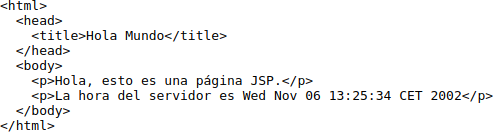 <html>
  <head>
    <title>Hola Mundo</title>
  </head>
  <body>
    <p>Hola, esto es una página JSP.</p>
    <p>La hora del servidor es Wed Nov 06 13:25:34 CET 2002</p>
  </body>
</html>